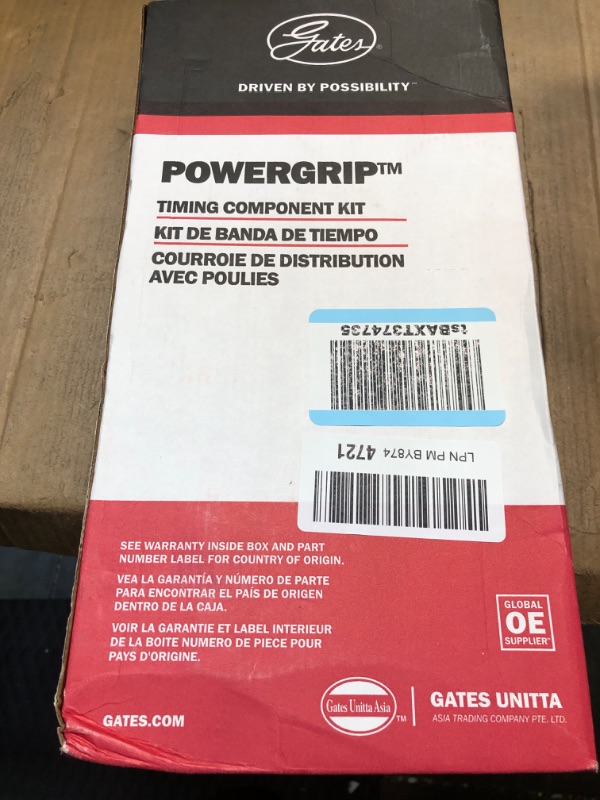 Gates®
DRIVEN BY POSSIBILITY™
POWERGRIP™
TIMING COMPONENT KIT
KIT DE BANDA DE TIEMPO
COURROIE DE DISTRIBUTION
AVEC POULIES
tsBAXT374735
LPN PM BY874 4721
SEE WARRANTY INSIDE BOX AND PART
NUMBER LABEL FOR COUNTRY OF ORIGIN.
VEA LA GARANTÍA Y NÚMERO DE PARTE
PARA ENCONTRAR EL PAÍS DE ORIGEN
DENTRO DE LA CAJA.
VOIR LA GARANTIE ET LABEL INTERIEUR
DE LA BOITE NUMERO DE PIECE POUR
PAYS D'ORIGINE.
GLOBAL
OE
SUPPLIER™
GATES.COM
Gates Unitta Asia ™
GATES UNITTA
ASIA TRADING COMPANY PTE. LTD.